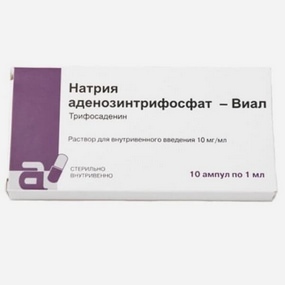 Натрия
аденозинтрифосфат – Виал
Трифосаденин
Раствор для внутривенного введения 10 мг/мл
СТЕРИЛЬНО
ВНУТРИВЕННО
10 ампул по 1 мл